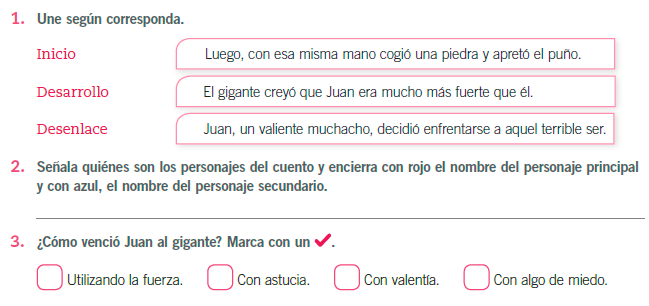 1. Une según corresponda.
Inicio
Luego, con esa misma mano cogió una piedra y apretó el puño.
Desarrollo
El gigante creyó que Juan era mucho más fuerte que él.
Desenlace
Juan, un valiente muchacho, decidió enfrentarse a aquel terrible ser.
2. Señala quiénes son los personajes del cuento y encierra con rojo el nombre del personaje principal
y con azul, el nombre del personaje secundario.
3. ¿Cómo venció Juan al gigante? Marca con un ✔.
Utilizando la fuerza. Con astucia. Con valentía. Con algo de miedo.